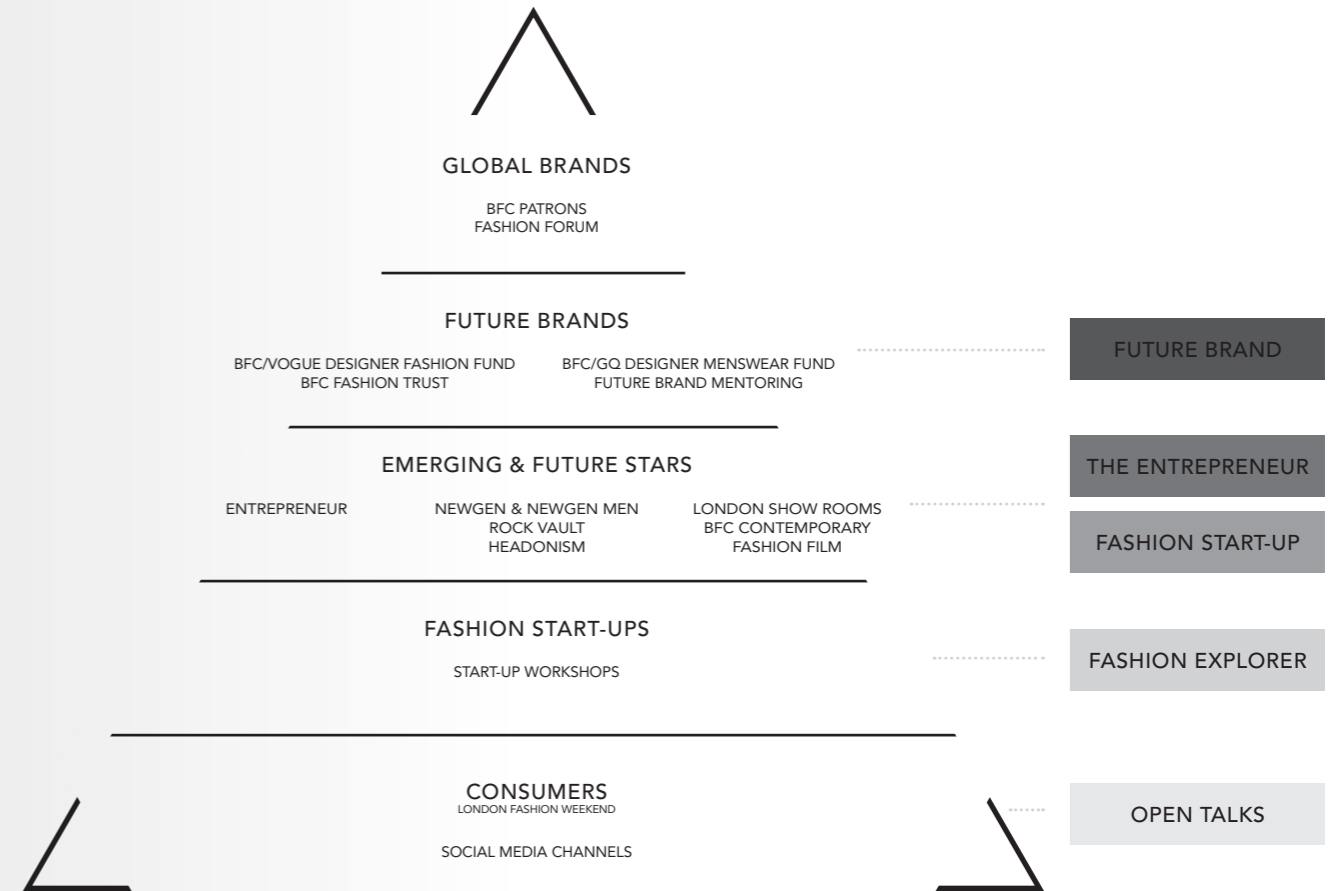 GLOBAL BRANDS
BFC PATRONS
FASHION FORUM
FUTURE BRANDS
BFC/VOGUE DESIGNER FASHION FUND
BFC FASHION TRUST
BFC/GQ DESIGNER MENSWEAR FUND
FUTURE BRAND MENTORING
FUTURE BRAND
EMERGING & FUTURE STARS
ENTREPRENEUR
NEWGEN & NEWGEN MEN
ROCK VAULT
HEADONISM
LONDON SHOW ROOMS
BFC CONTEMPORARY
FASHION FILM
THE ENTREPRENEUR
FASHION START-UP
FASHION START-UPS
START-UP WORKSHOPS
FASHION EXPLORER
CONSUMERS
LONDON FASHION WEEKEND
SOCIAL MEDIA CHANNELS
OPEN TALKS